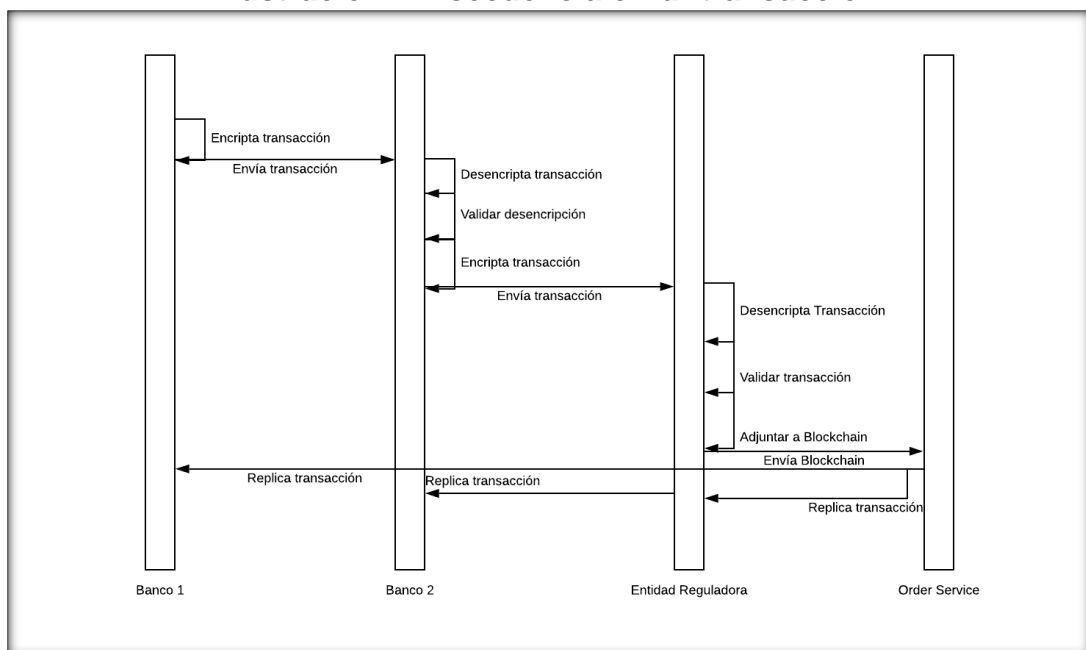 Encripta transacción
Envía transacción
Desencripta transacción
Validar desencripción
Encripta transacción
Envía transacción
Desencripta Transacción
Validar transacción
Adjuntar a Blockchain
Envía Blockchain
Replica transacción
Replica transacción
Replica transacción
Banco 1
Banco 2
Entidad Reguladora
Order Service